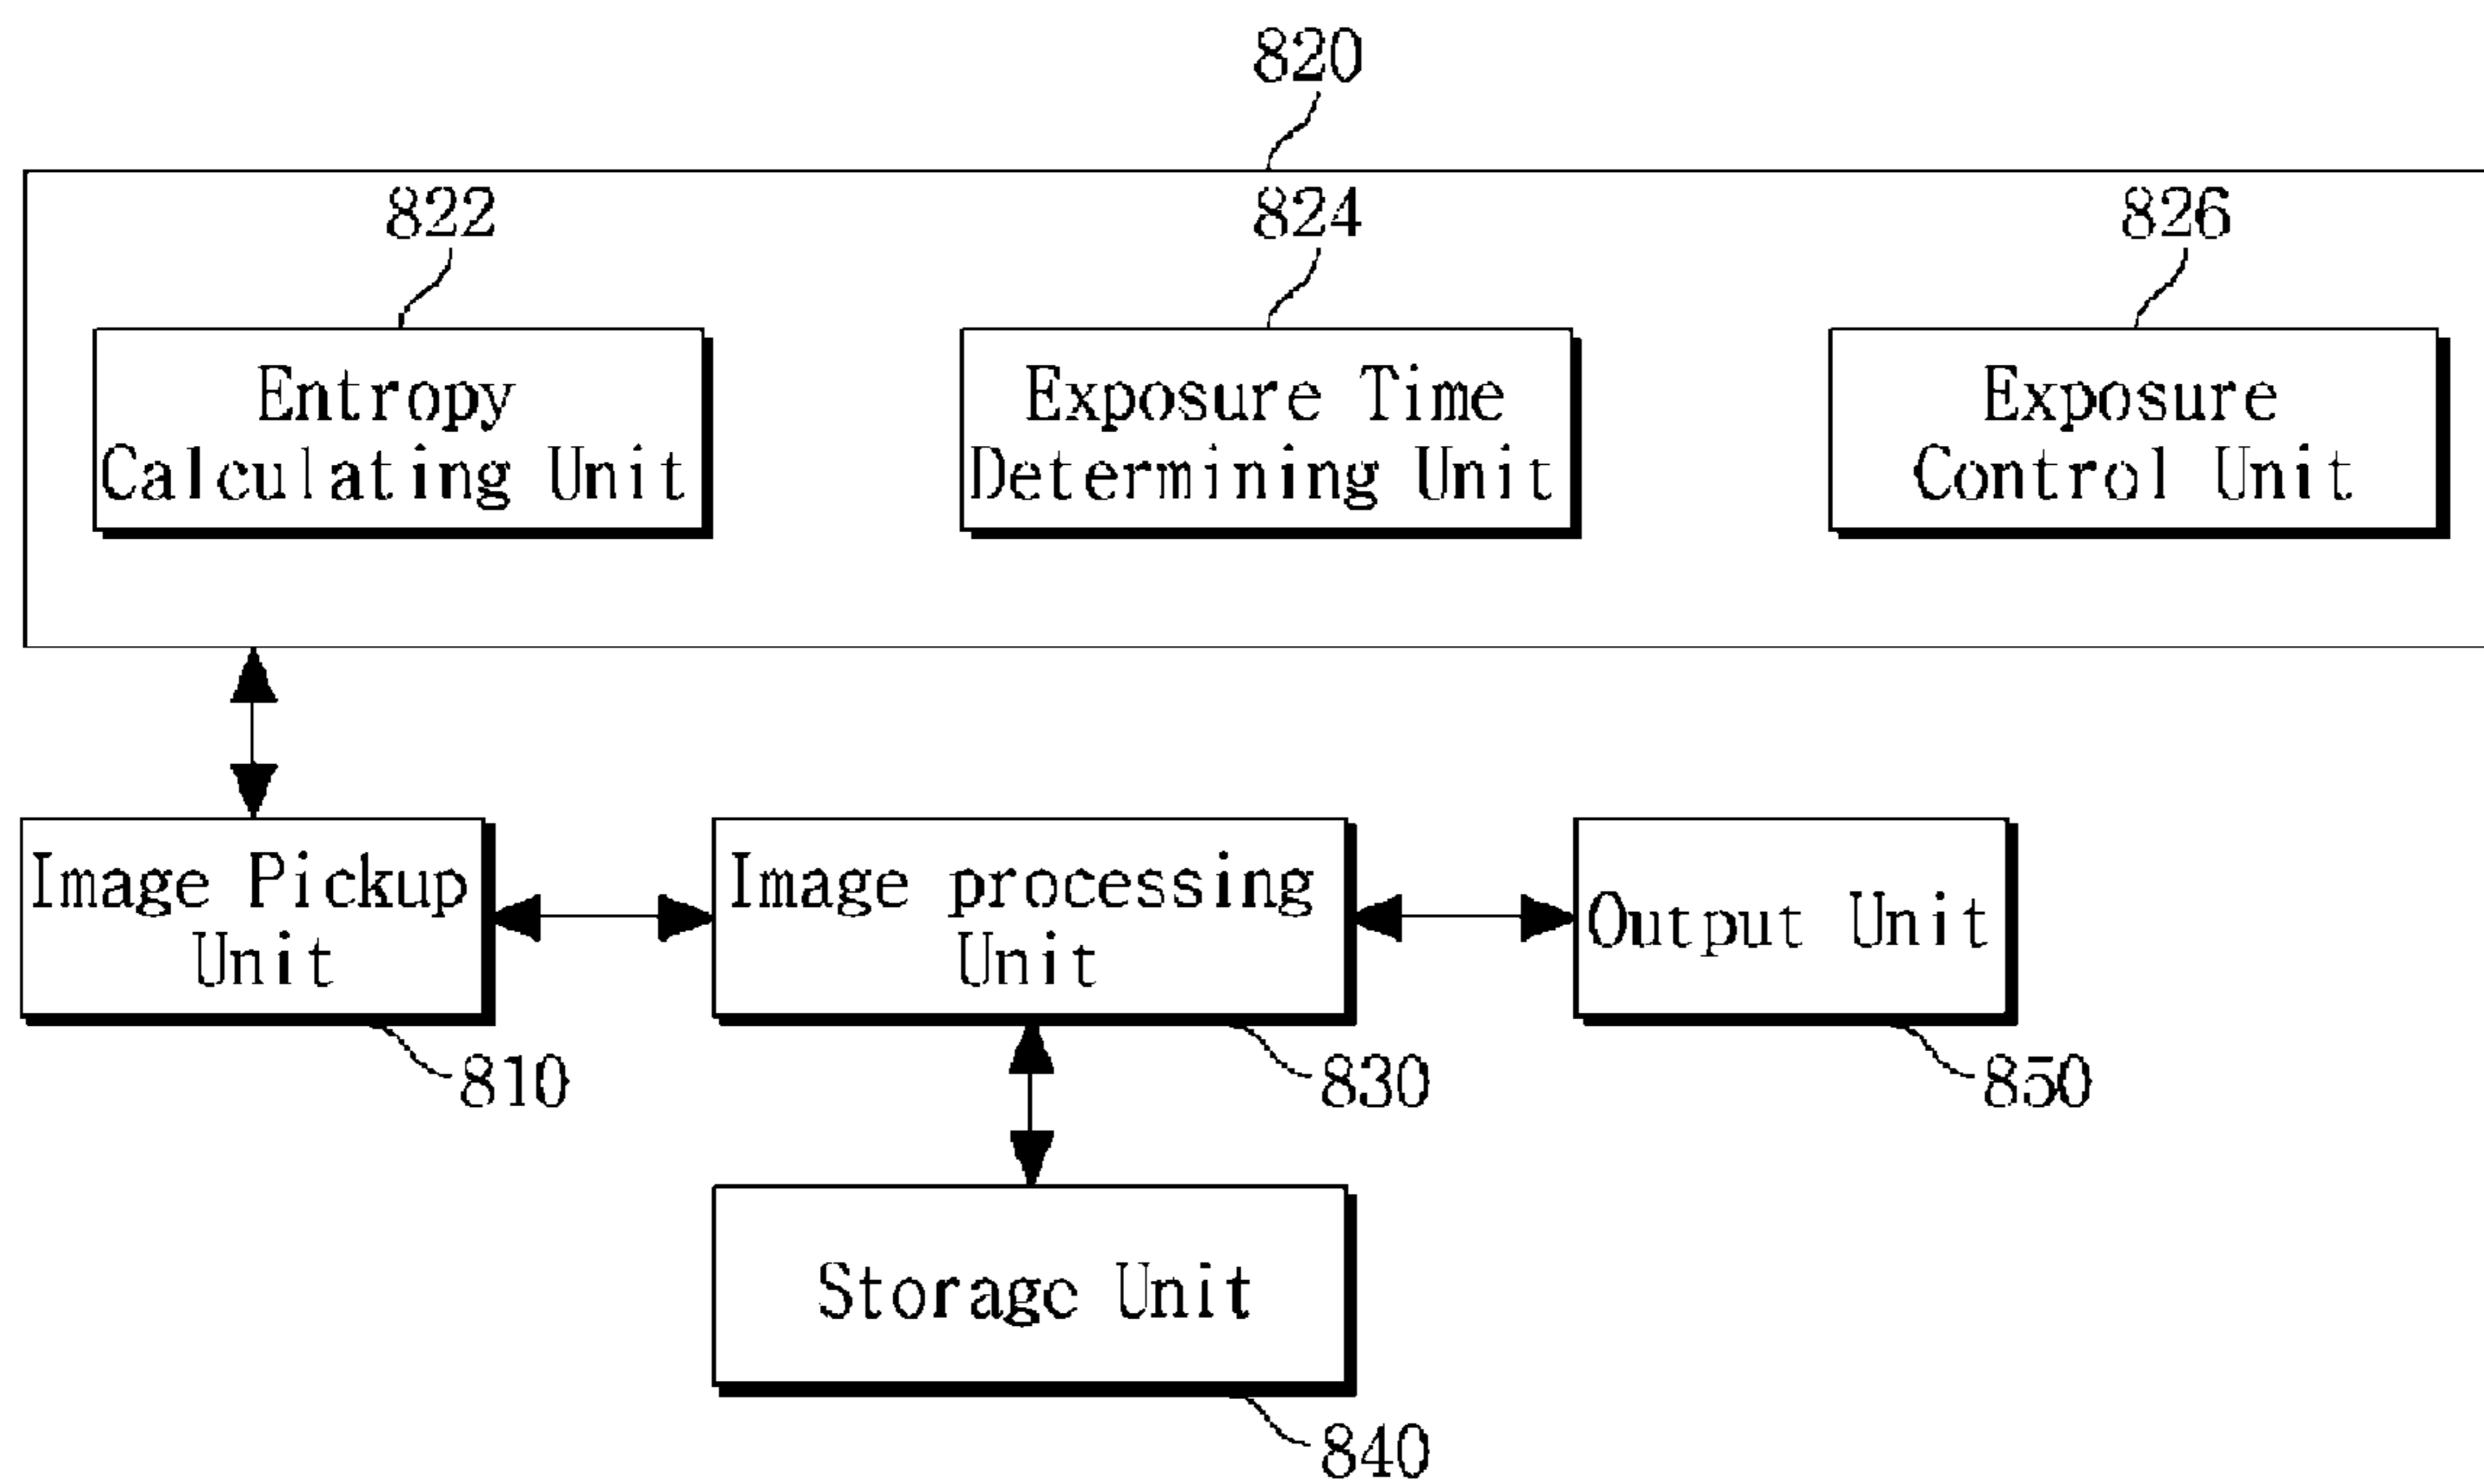 820
822
824
826
Entropy
Calculating Unit
Exposure Time
Determining Unit
Exposure
Control Unit
Image Pickup
Unit
Image processing
Unit
Output Unit
810
830
850
Storage Unit
840